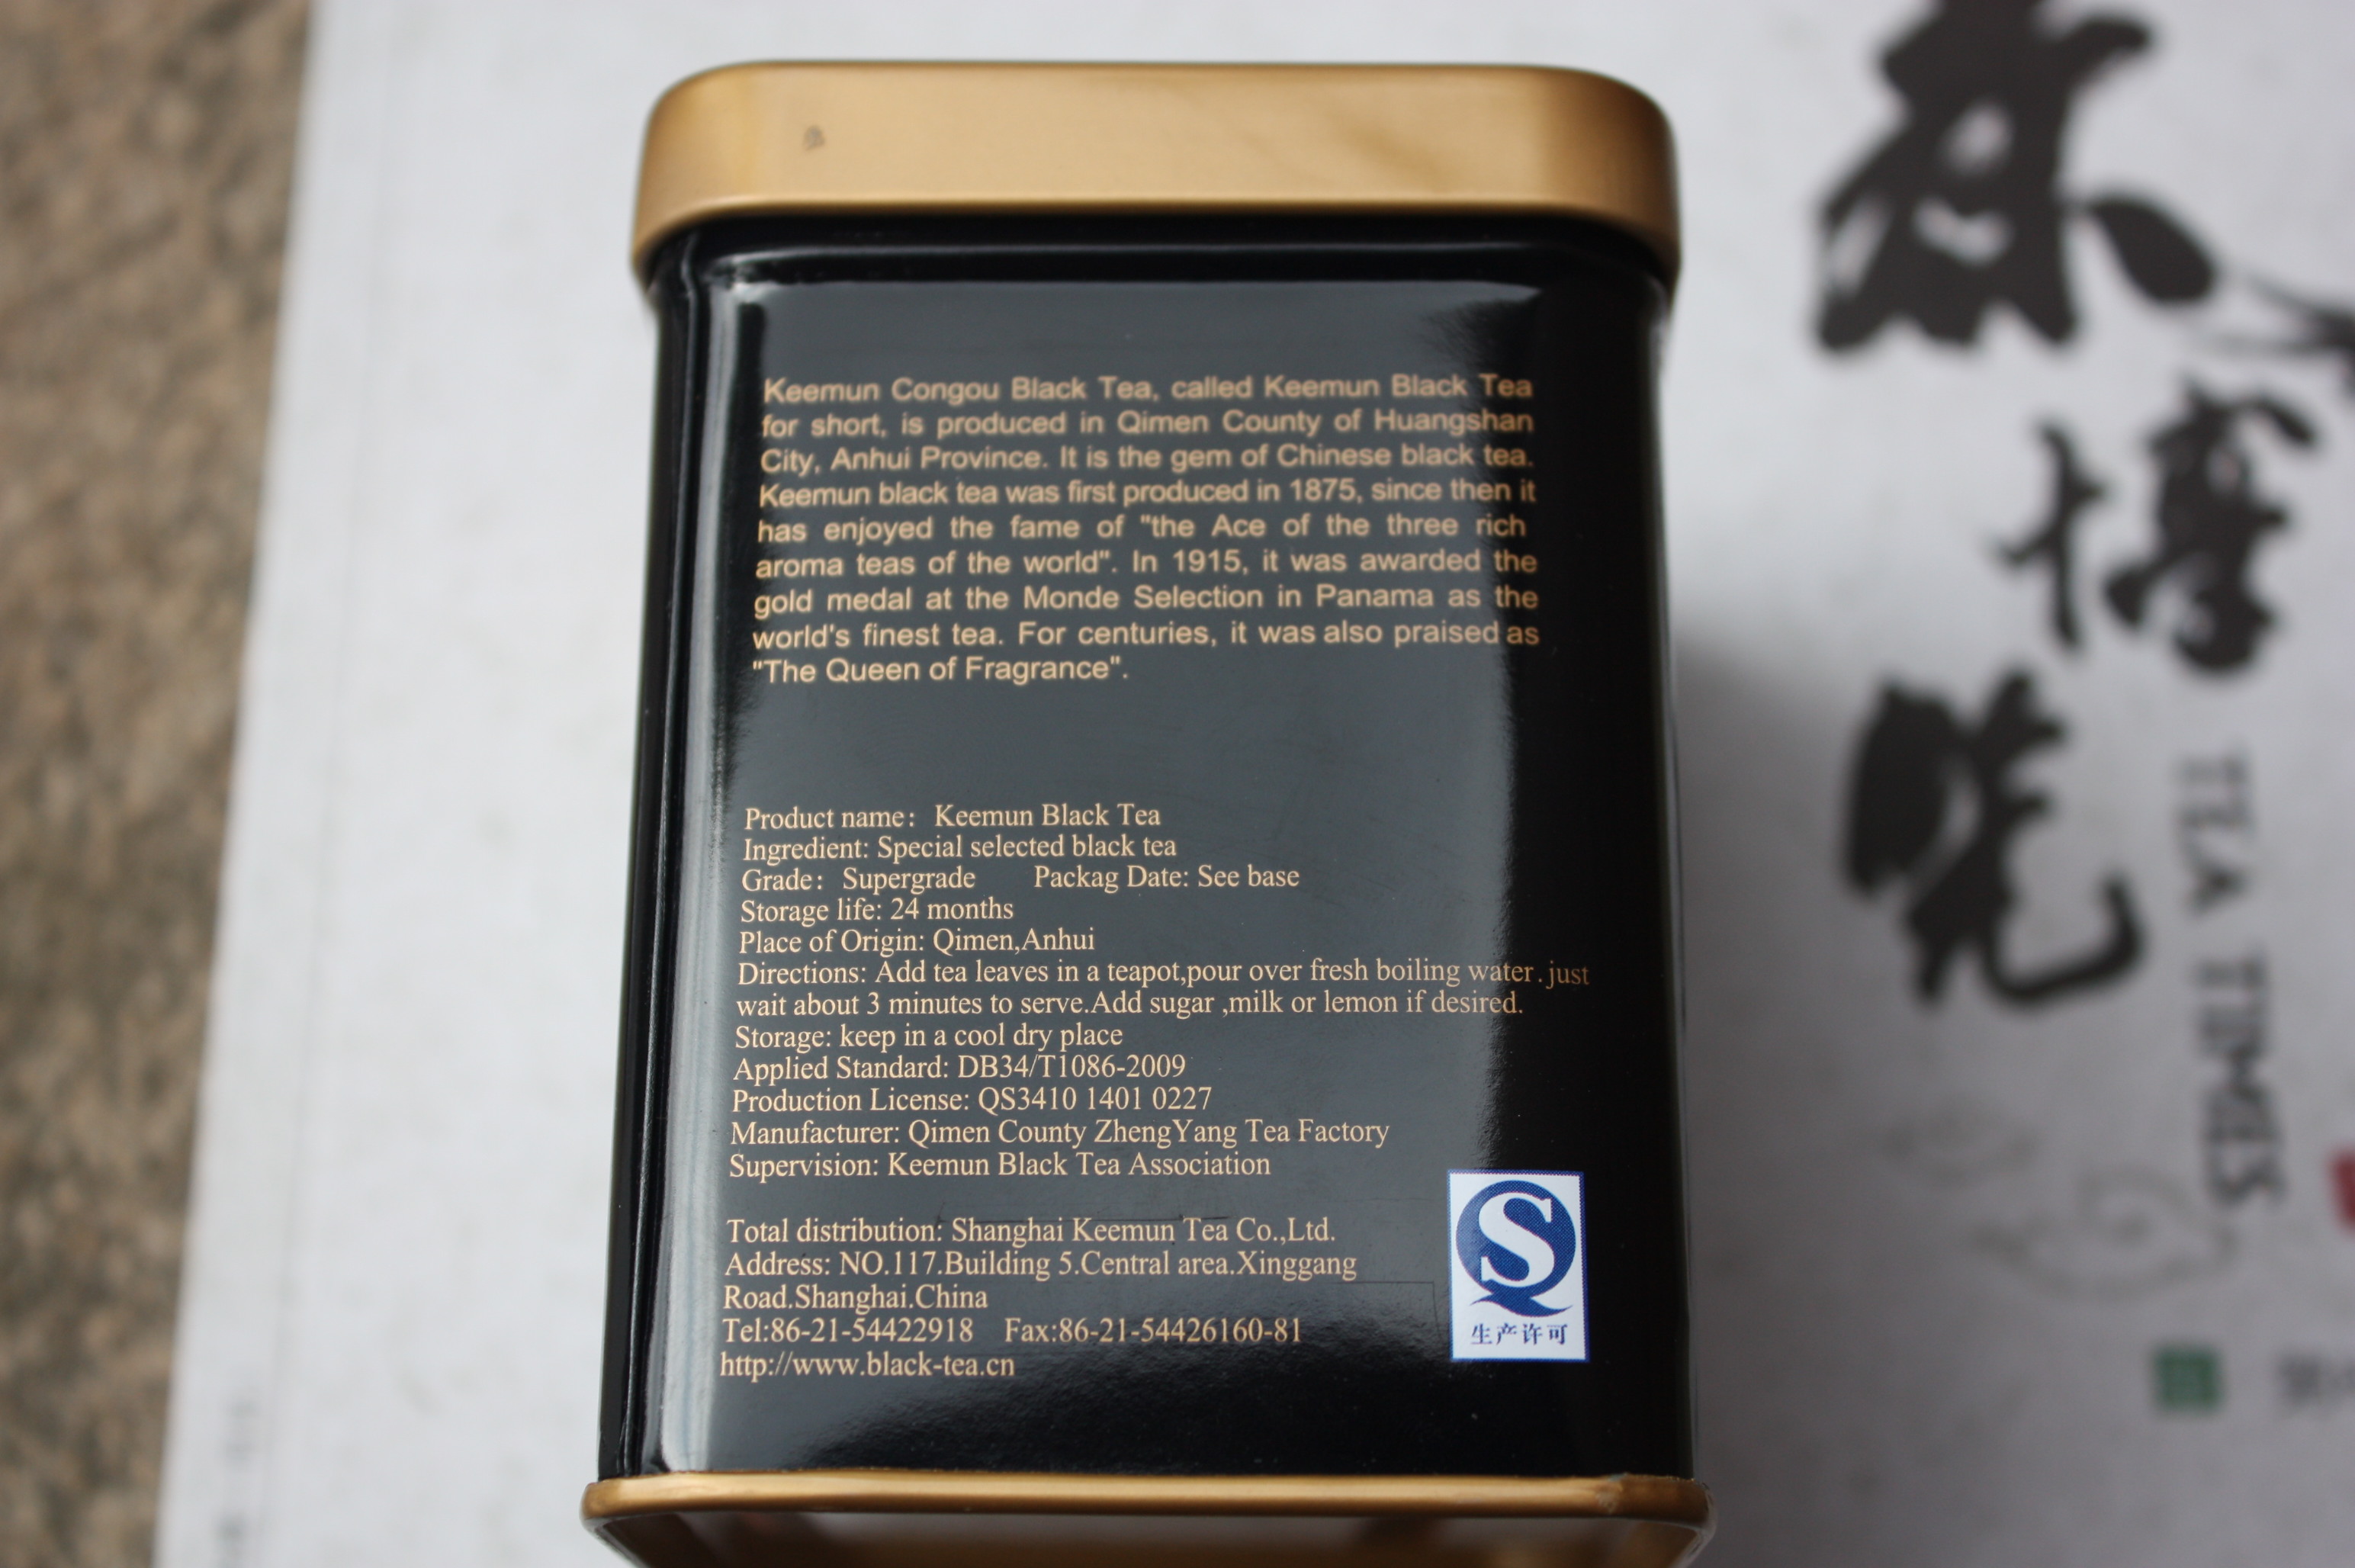 Keemun Congou Black Tea, called Keemun Black Tea
for short, is produced in Qimen County of Huangshan
City, Anhui Province. It is the gem of Chinese black tea.
Keemun black tea was first produced in 1875, since then it
has enjoyed the fame of "the Ace of the three rich
aroma teas of the world". In 1915, it was awarded the
gold medal at the Monde Selection in Panama as the
world's finest tea. For centuries, it was also praised as
"The Queen of Fragrance".
Product name: Keemun Black Tea
Ingredient: Special selected black tea
Grade: Supergrade Packag Date: See base
Storage life: 24 months
Place of Origin: Qimen,Anhui
Directions: Add tea leaves in a teapot,pour over fresh boiling water.just
wait about 3 minutes to serve.Add sugar ,milk or lemon if desired.
Storage: keep in a cool dry place
Applied Standard: DB34/T1086-2009
Production License: QS3410 1401 0227
Manufacturer: Qimen County ZhengYang Tea Factory
Supervision: Keemun Black Tea Association
Total distribution: Shanghai Keemun Tea Co.,Ltd.
Address: NO.117.Building 5.Central area.Xinggang
Road.Shanghai.China
Tel:86-21-54422918 Fax:86-21-54426160-81
http://www.black-tea.cn
QS
生产许可
TEA TIMES